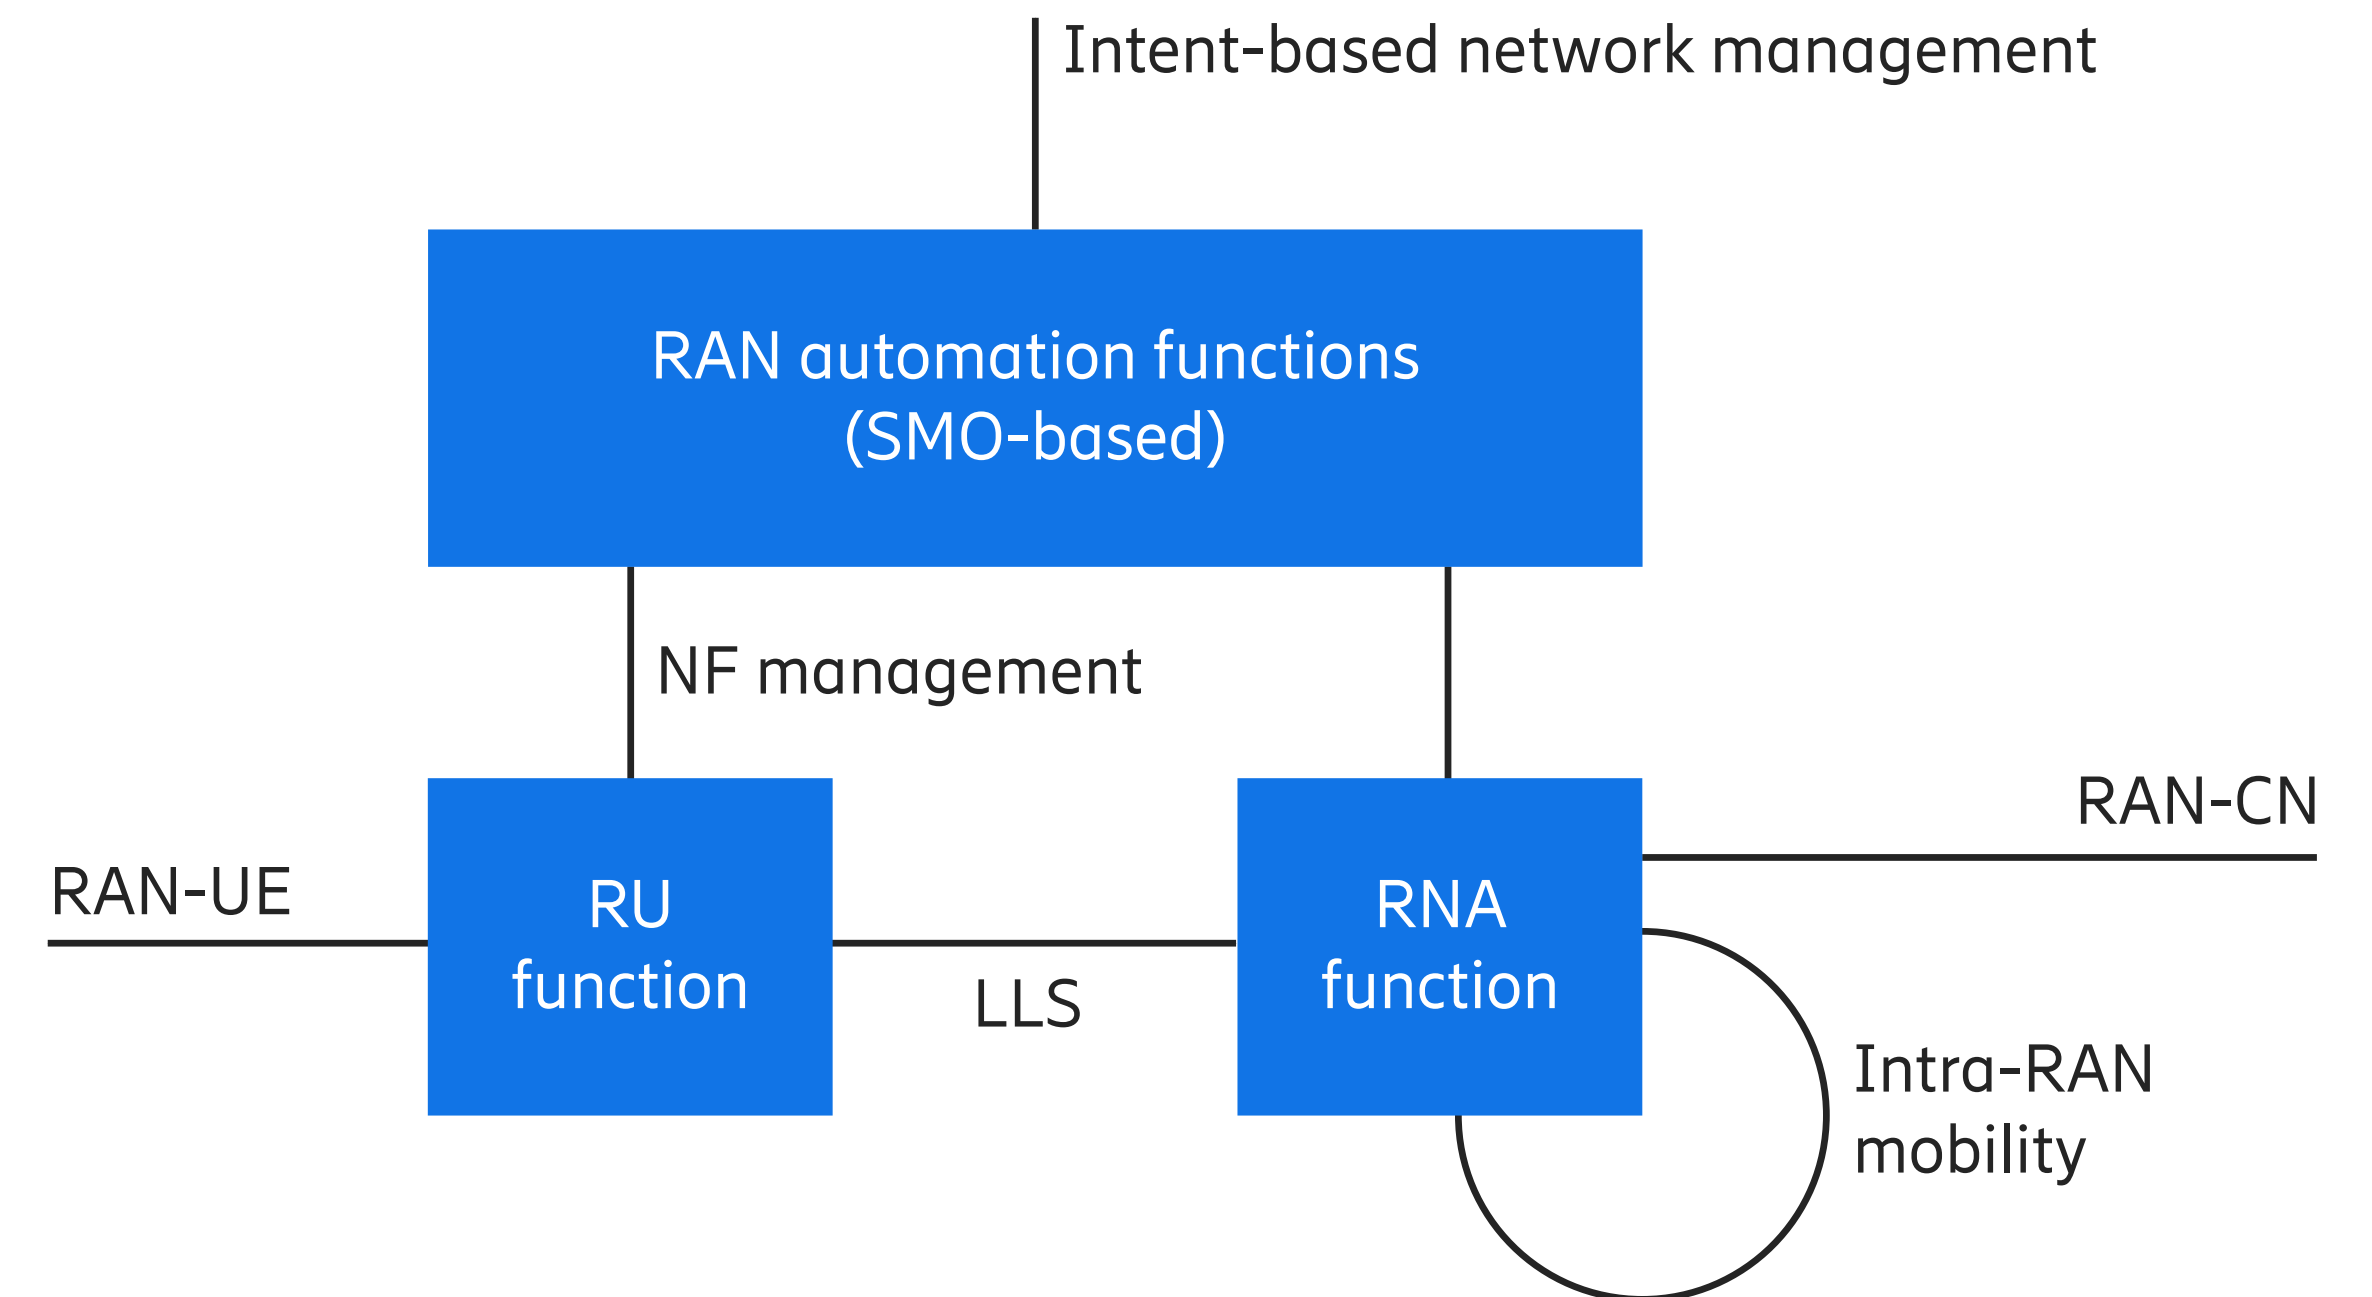 Intent-based network management
RAN automation functions
(SMO-based)
NF management
RAN-CN
RAN-UE
RU
function
LLS
RNA
function
Intra-RAN
mobility